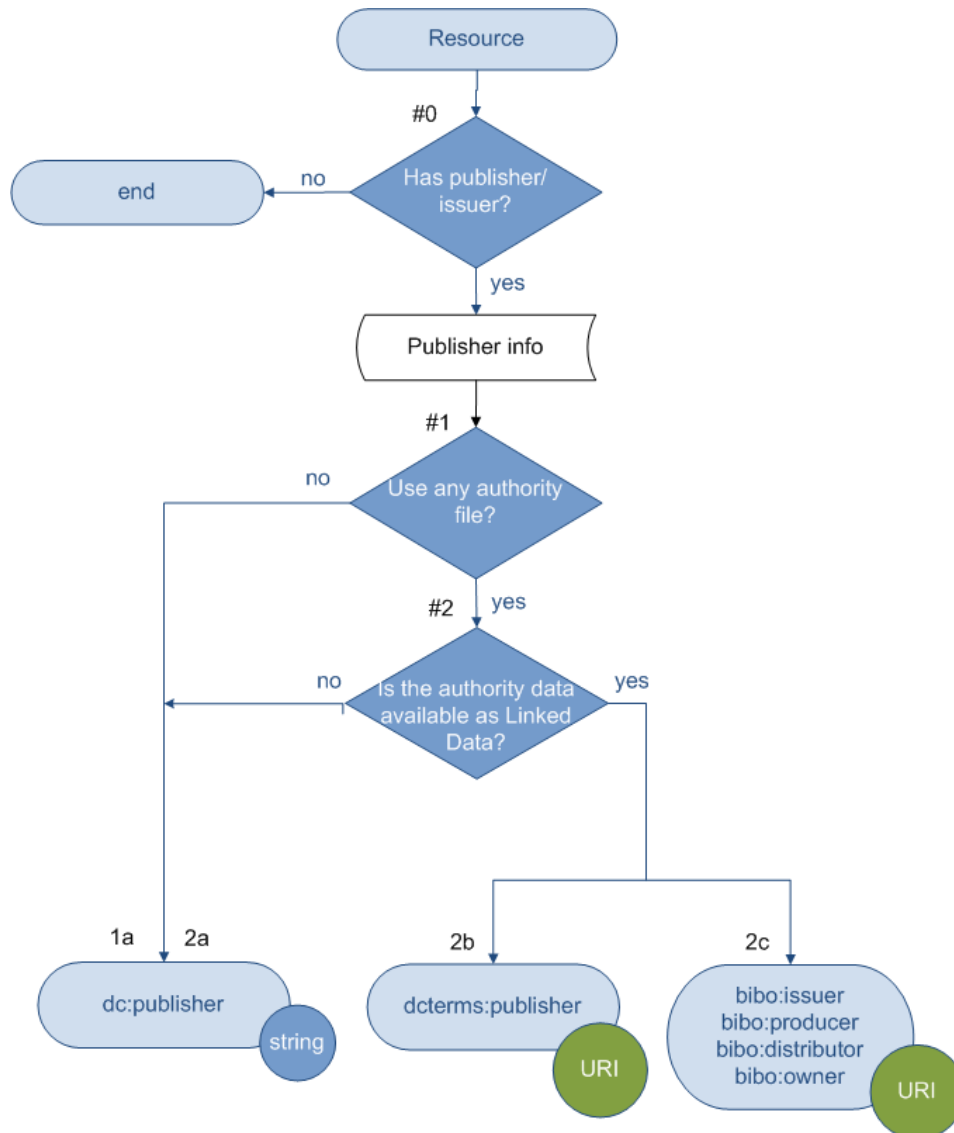 Resource
#0
Has publisher/
issuer?
no
end
yes
Publisher info
#1
Use any authority
file?
no
yes
#2
Is the authority data
available as Linked
Data?
no
yes
1a
2a
dc:publisher
string
2b
dcterms:publisher
URI
2c
bibo:issuer
bibo:producer
bibo:distributor
bibo:owner
URI